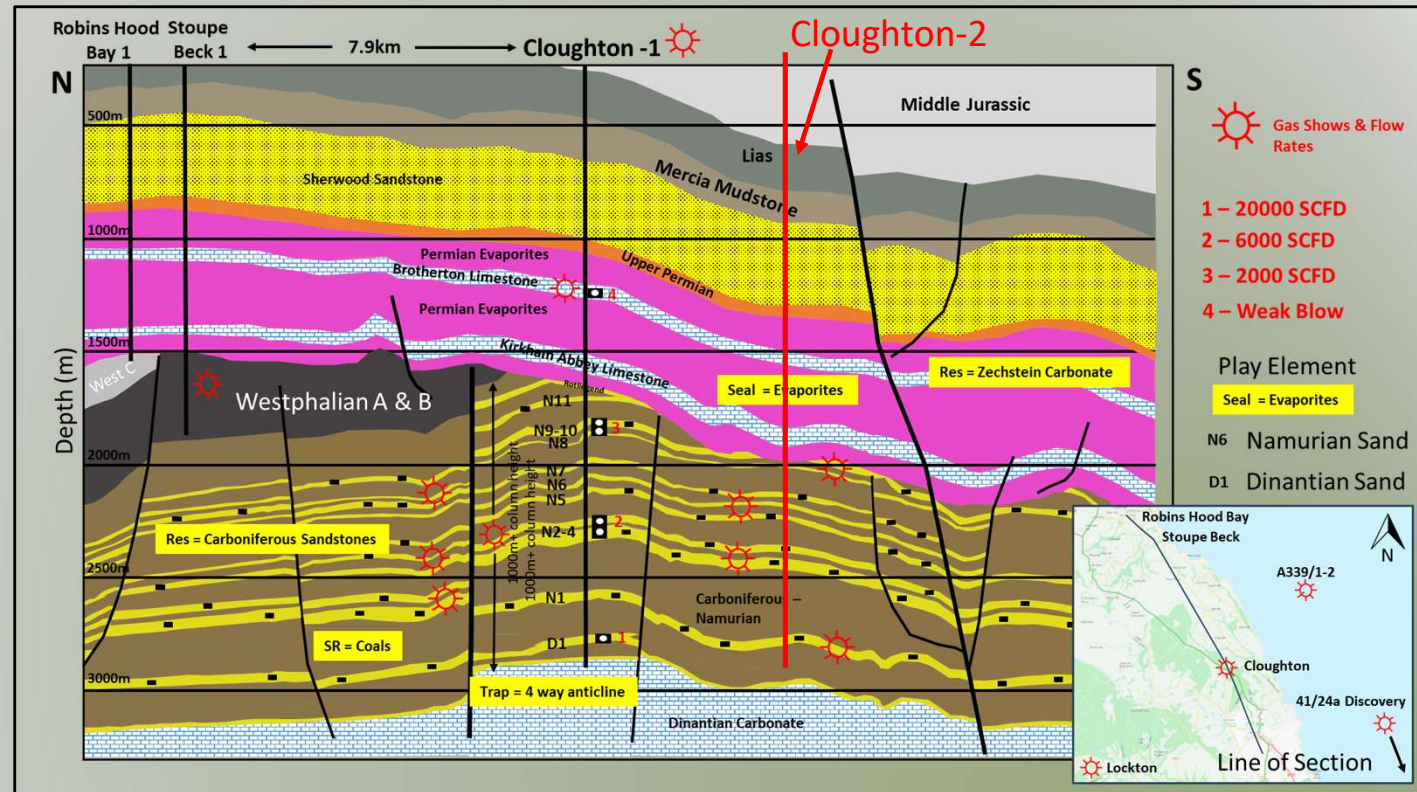 Robins Hood
Bay 1
Stoupe
Beck 1
7.9km
Cloughton -1
Cloughton-2
N
S
Middle Jurassic
Lias
Mercia Mudstone
Sherwood Sandstone
Upper Permian
Permian Evaporites
Brotherton Limestone
4
Permian Evaporites
Kirkham Abbey Limestone
Rotliegend
Seal = Evaporites
Res = Zechstein Carbonate
West C
Westphalian A & B
Depth (m)
500m
1000m
1500m
2000m
2500m
3000m
N11
N9-10
3
N8
N7
N6
N5
N2-4
2
N1
D1
1
1000m+ column height
1000m+ column height
Res = Carboniferous Sandstones
SR = Coals
Carboniferous –
Namurian
Trap = 4 way anticline
Dinantian Carbonate
Gas Shows & Flow
Rates
1 – 20000 SCFD
2 – 6000 SCFD
3 – 2000 SCFD
4 – Weak Blow
Play Element
Seal = Evaporites
N6 Namurian Sand
D1 Dinantian Sand
Robins Hood Bay
Stoupe Beck
N
A339/1-2
Cloughton
41/24a Discovery
Lockton
Line of Section